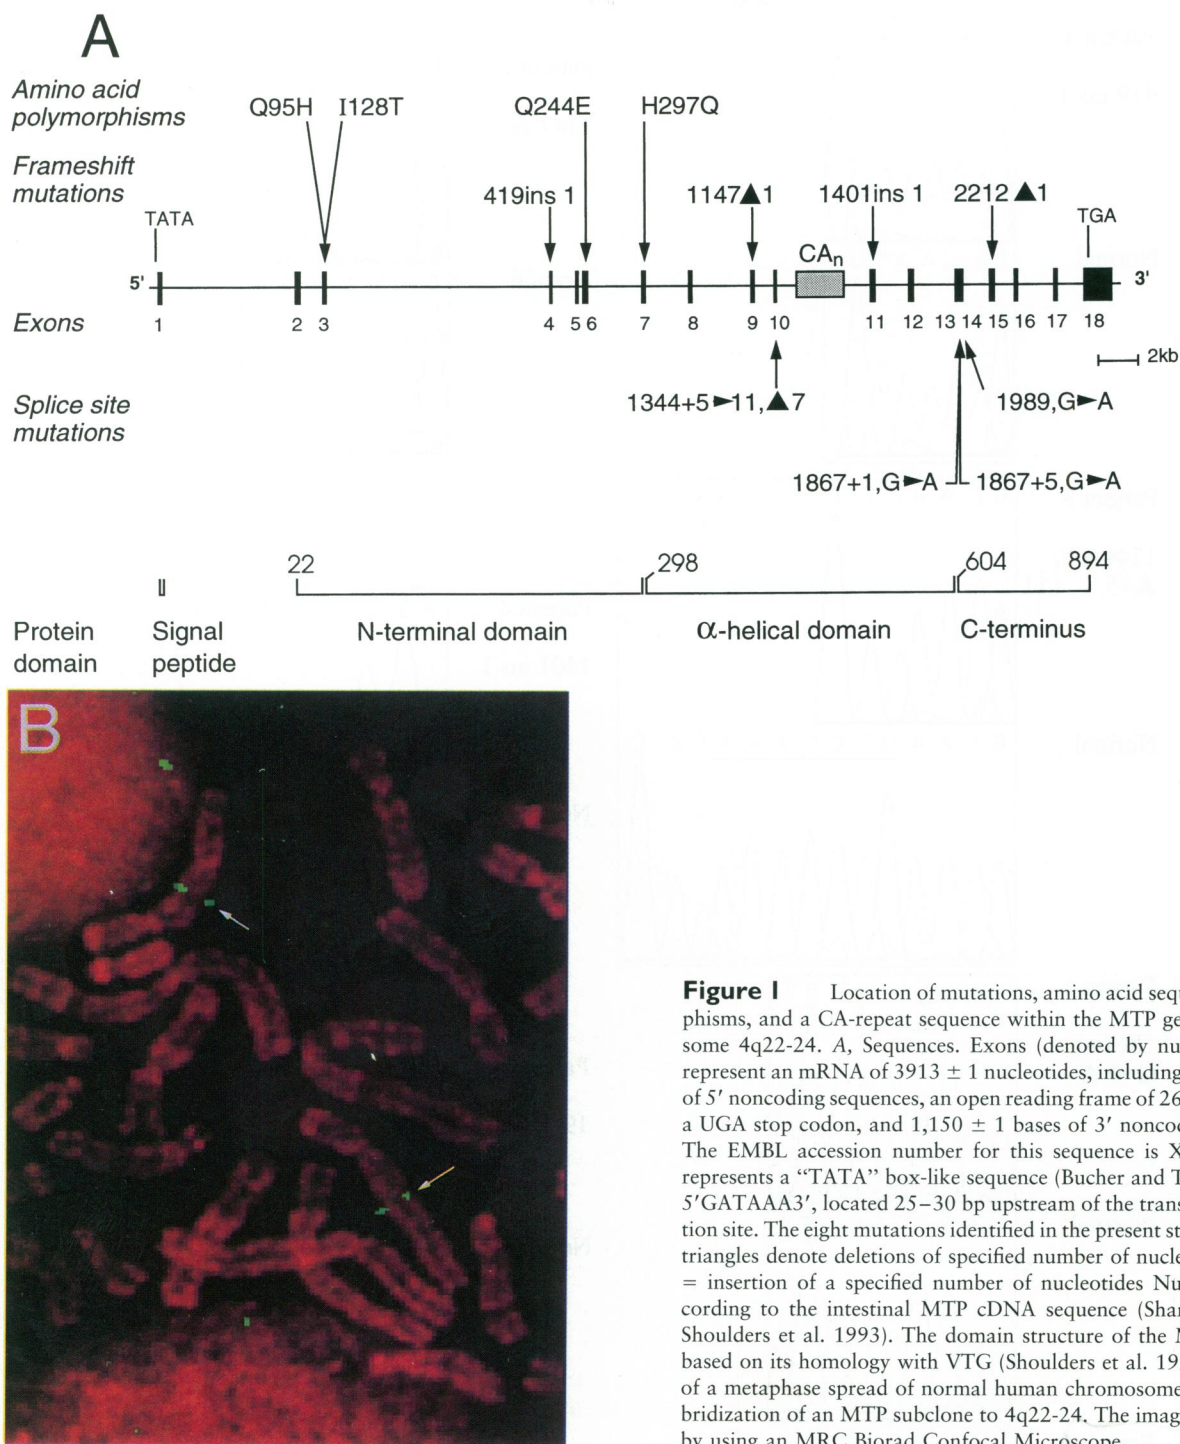 A
Amino acid
polymorphisms
Q95H I128T Q244E H297Q
Frameshift
mutations
419ins 1 1147▲1 1401ins 1 2212 ▲1
TATA TGA
CAn
5' 3'
Exons 1 2 3 4 5 6 7 8 9 10 11 12 13 14 15 16 17 18
2kb
Splice site
mutations
1344+5►11,▲7 1989,G►A
1867+1,G►A 1867+5,G►A
22 298 604 894
Protein
domain
Signal
peptide
N-terminal domain α-helical domain C-terminus
B
Figure I Location of mutations, amino acid sequ
phisms, and a CA-repeat sequence within the MTP ge
some 4q22-24. A, Sequences. Exons (denoted by nu
represent an mRNA of 3913 ± 1 nucleotides, including
of 5′ noncoding sequences, an open reading frame of 26
a UGA stop codon, and 1,150 ± 1 bases of 3′ noncoc
The EMBL accession number for this sequence is X
represents a “TATA” box-like sequence (Bucher and T
5′GATAAA3′, located 25–30 bp upstream of the trans
tion site. The eight mutations identified in the present st
triangles denote deletions of specified number of nucle
= insertion of a specified number of nucleotides Nu
cording to the intestinal MTP cDNA sequence (Shar
Shoulders et al. 1993). The domain structure of the M
based on its homology with VTG (Shoulders et al. 19
of a metaphase spread of normal human chromosome
bridization of an MTP subclone to 4q22-24. The imag
by using an MRC Biorad Confocal Microscope